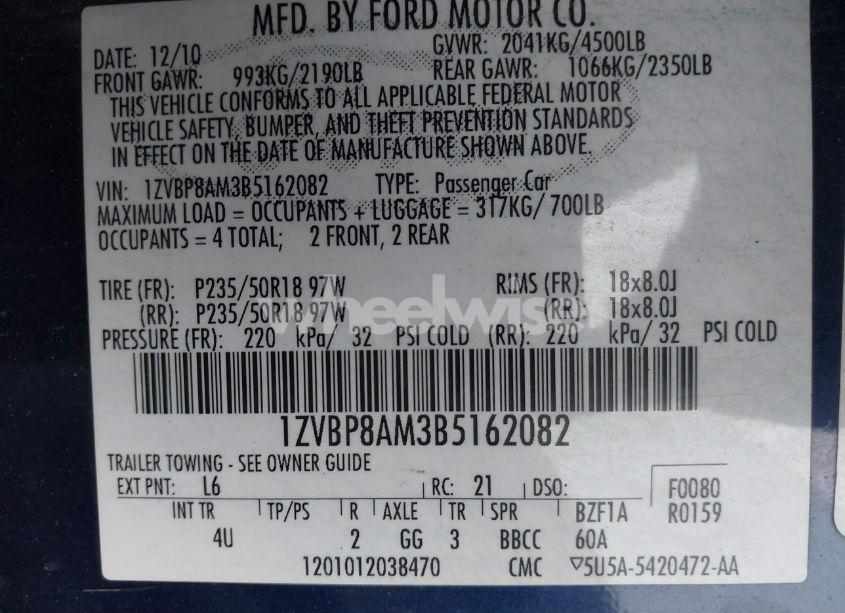 MFD. BY FORD MOTOR CO.
DATE: 12/10 GVWR: 2041KG/4500LB
FRONT GAWR: 993KG/2190LB REAR GAWR: 1066KG/2350LB
THIS VEHICLE CONFORMS TO ALL APPLICABLE FEDERAL MOTOR
VEHICLE SAFETY, BUMPER, AND THEFT PREVENTION STANDARDS
IN EFFECT ON THE DATE OF MANUFACTURE SHOWN ABOVE.
VIN: 1ZVBP8AM3B5162082 TYPE: Passenger Car
MAXIMUM LOAD = OCCUPANTS + LUGGAGE = 317KG/ 700LB
OCCUPANTS = 4 TOTAL; 2 FRONT, 2 REAR
TIRE (FR): P235/50R18 97W RIMS (FR): 18x8.0J
(RR): P235/50R18 97W (RR): 18x8.0J
wheelwise
PRESSURE (FR): 220 kPa/ 32 PSI COLD (RR): 220 kPa/ 32 PSI COLD
1ZVBP8AM3B5162082
TRAILER TOWING - SEE OWNER GUIDE
EXT PNT: L6 RC: 21 DSO: F0080
INT TR TP/PS R AXLE TR SPR BZF1A R0159
4U 2 GG 3 BBCC 60A
1201012038470 CMC ▽5U5A-5420472-AA